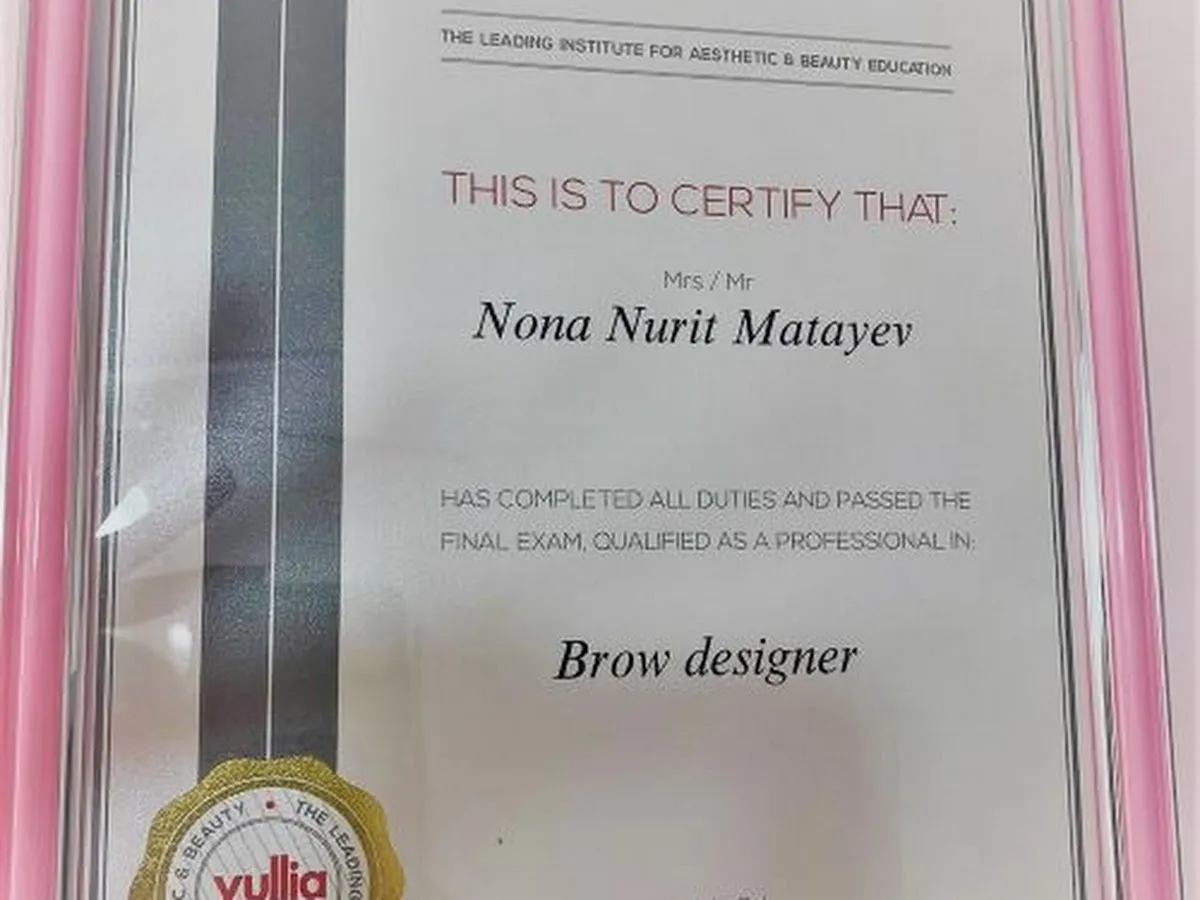 THE LEADING INSTITUTE FOR AESTHETIC & BEAUTY EDUCATION
THIS IS TO CERTIFY THAT:
Mrs / Mr
Nona Nurit Matayev
HAS COMPLETED ALL DUTIES AND PASSED THE
FINAL EXAM, QUALIFIED AS A PROFESSIONAL IN:
Brow designer
C & BEAUTY • THE LEADING
yullia